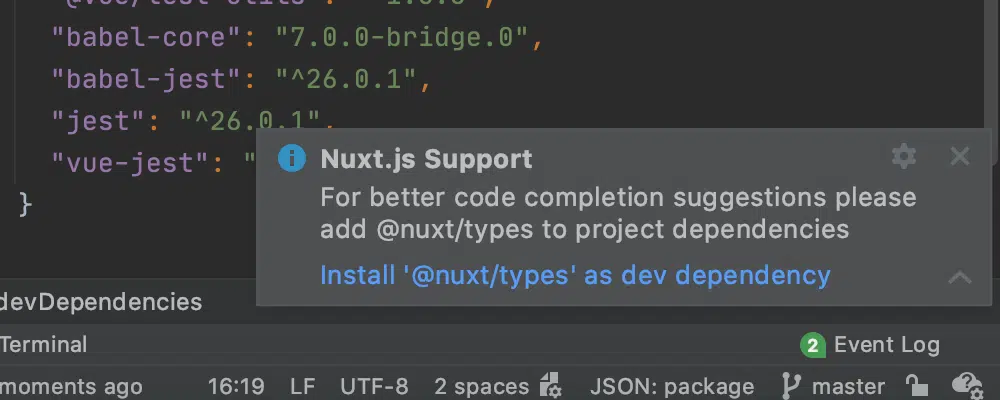 "@vue/test-utils": "^1.0.3",
"babel-core": "7.0.0-bridge.0",
"babel-jest": "^26.0.1",
"jest": "^26.0.1",
"vue-jest": "
}
Nuxt.js Support
For better code completion suggestions please
add @nuxt/types to project dependencies
Install '@nuxt/types' as dev dependency
devDependencies
Terminal
2 Event Log
moments ago 16:19 LF UTF-8 2 spaces JSON: package master